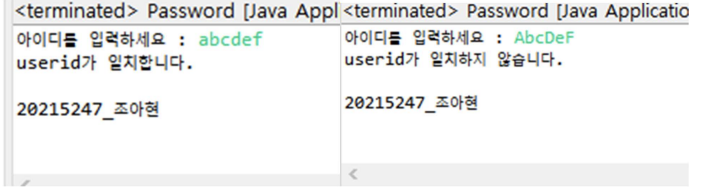 <terminated> Password [Java Appl
아이디를 입력하세요 : abcdef
userid가 일치합니다.
20215247_조아현
<terminated> Password [Java Applicatio
아이디를 입력하세요 : AbcDeF
userid가 일치하지 않습니다.
20215247_조아현